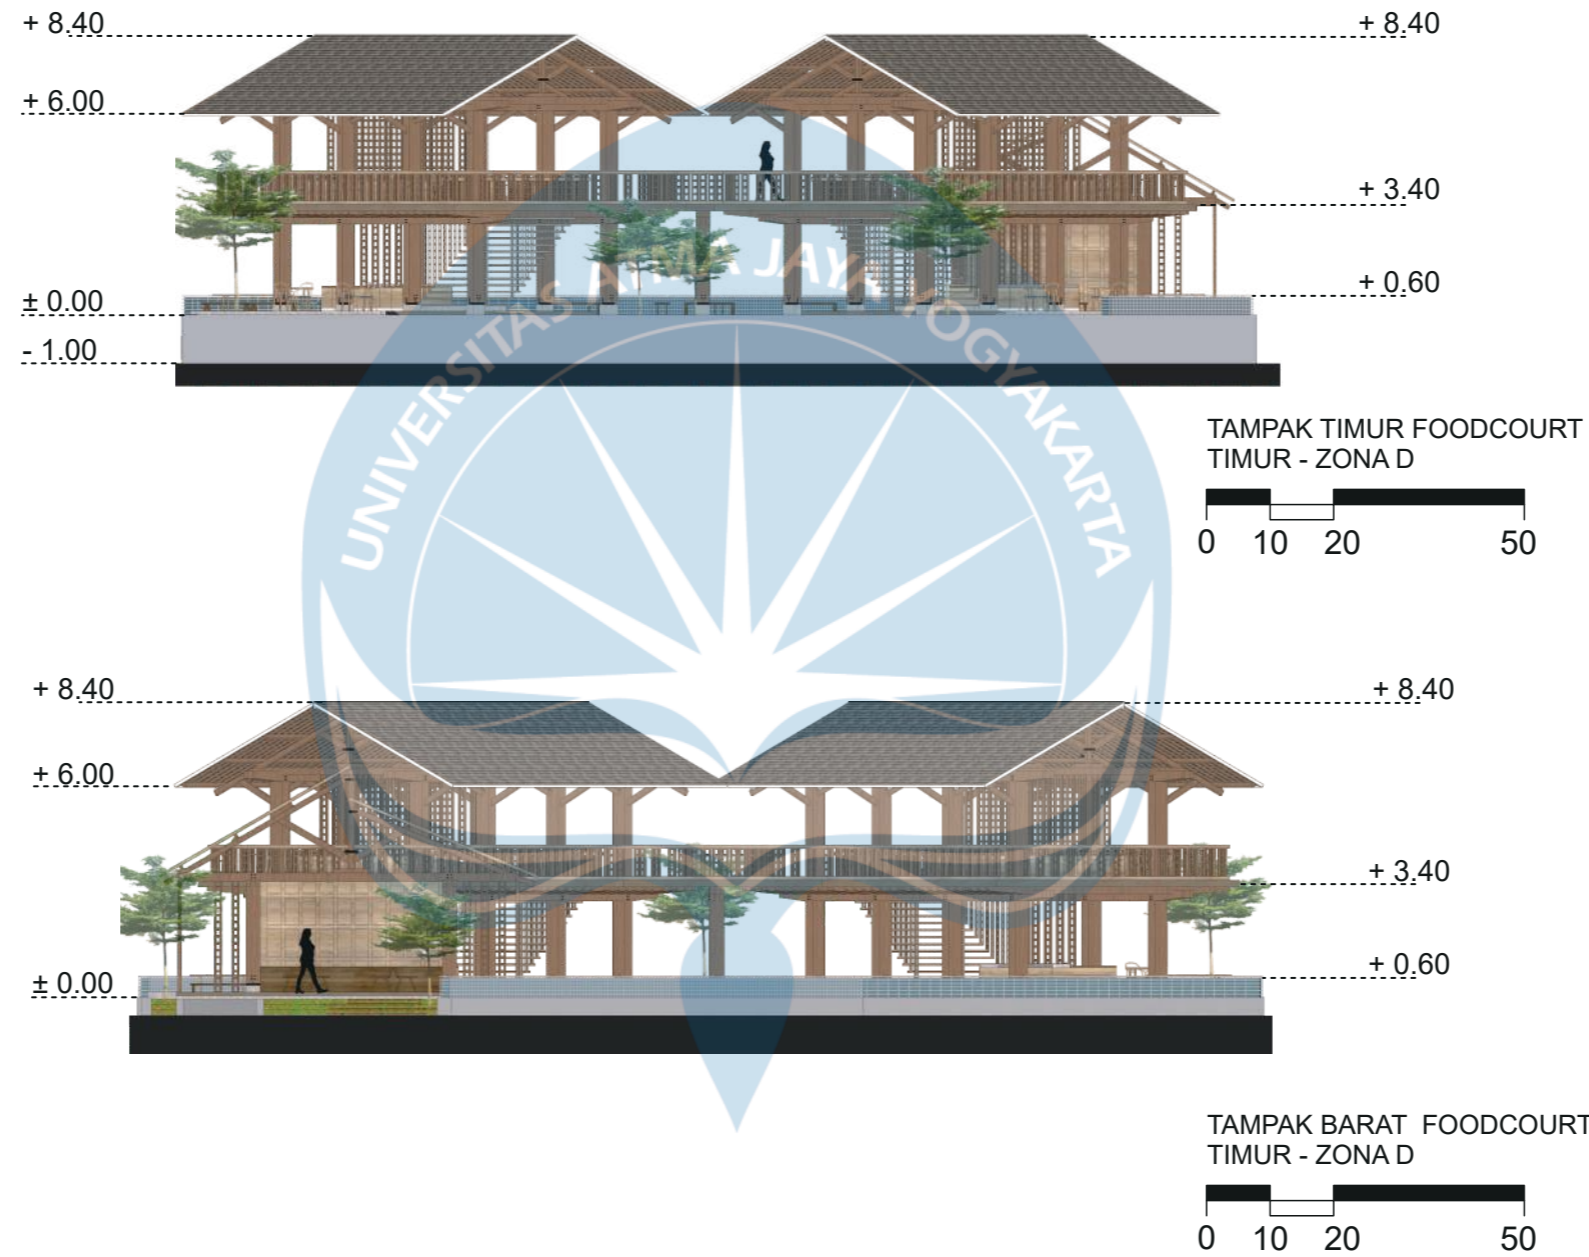 + 8.40
+ 8.40
+ 6.00
+ 3.40
+ 0.60
± 0.00
- 1.00
UNIVERSITAS ATMA JAYA YOGYAKARTA
TAMPAK TIMUR FOODCOURT
TIMUR - ZONA D
0 10 20 50
+ 8.40
+ 8.40
+ 6.00
+ 3.40
+ 0.60
± 0.00
TAMPAK BARAT FOODCOURT
TIMUR - ZONA D
0 10 20 50